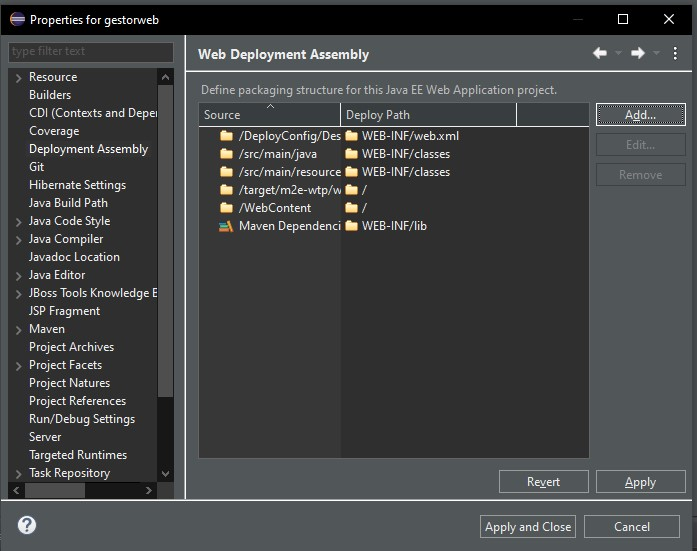 Properties for gestorweb
type filter text
Resource
Builders
CDI (Contexts and Deper
Coverage
Deployment Assembly
Git
Hibernate Settings
Java Build Path
Java Code Style
Java Compiler
Javadoc Location
Java Editor
JBoss Tools Knowledge E
JSP Fragment
Maven
Project Archives
Project Facets
Project Natures
Project References
Run/Debug Settings
Server
Targeted Runtimes
Task Repository
Web Deployment Assembly
Define packaging structure for this Java EE Web Application project.
Source Deploy Path
/DeployConfig/Des WEB-INF/web.xml
/src/main/java WEB-INF/classes
/src/main/resource WEB-INF/classes
/target/m2e-wtp/w /
/WebContent /
Maven Dependenci WEB-INF/lib
Add...
Edit...
Remove
Revert Apply
? Apply and Close Cancel